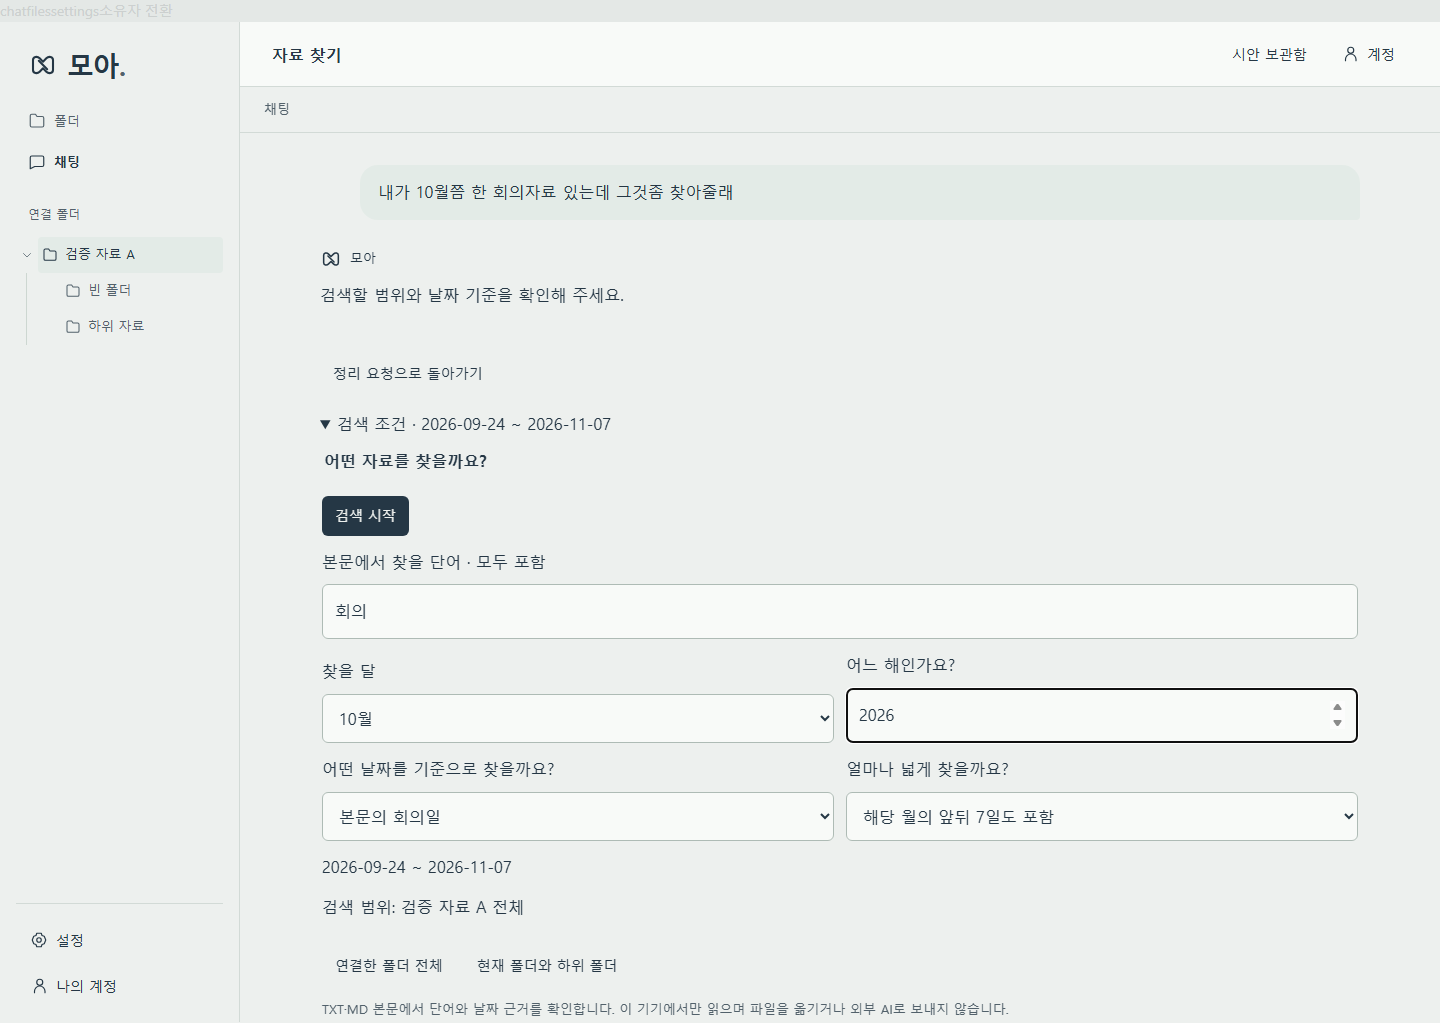 chatfilessettings소유자 전환
모아.
폴더
채팅
연결 폴더
검증 자료 A
빈 폴더
하위 자료
설정
나의 계정
자료 찾기
시안 보관함
계정
채팅
내가 10월쯤 한 회의자료 있는데 그것좀 찾아줄래
모아
검색할 범위와 날짜 기준을 확인해 주세요.
정리 요청으로 돌아가기
▼ 검색 조건 · 2026-09-24 ~ 2026-11-07
어떤 자료를 찾을까요?
검색 시작
본문에서 찾을 단어 · 모두 포함
회의
찾을 달
어느 해인가요?
10월
2026
어떤 날짜를 기준으로 찾을까요?
얼마나 넓게 찾을까요?
본문의 회의일
해당 월의 앞뒤 7일도 포함
2026-09-24 ~ 2026-11-07
검색 범위: 검증 자료 A 전체
연결한 폴더 전체
현재 폴더와 하위 폴더
TXT·MD 본문에서 단어와 날짜 근거를 확인합니다. 이 기기에서만 읽으며 파일을 옮기거나 외부 AI로 보내지 않습니다.